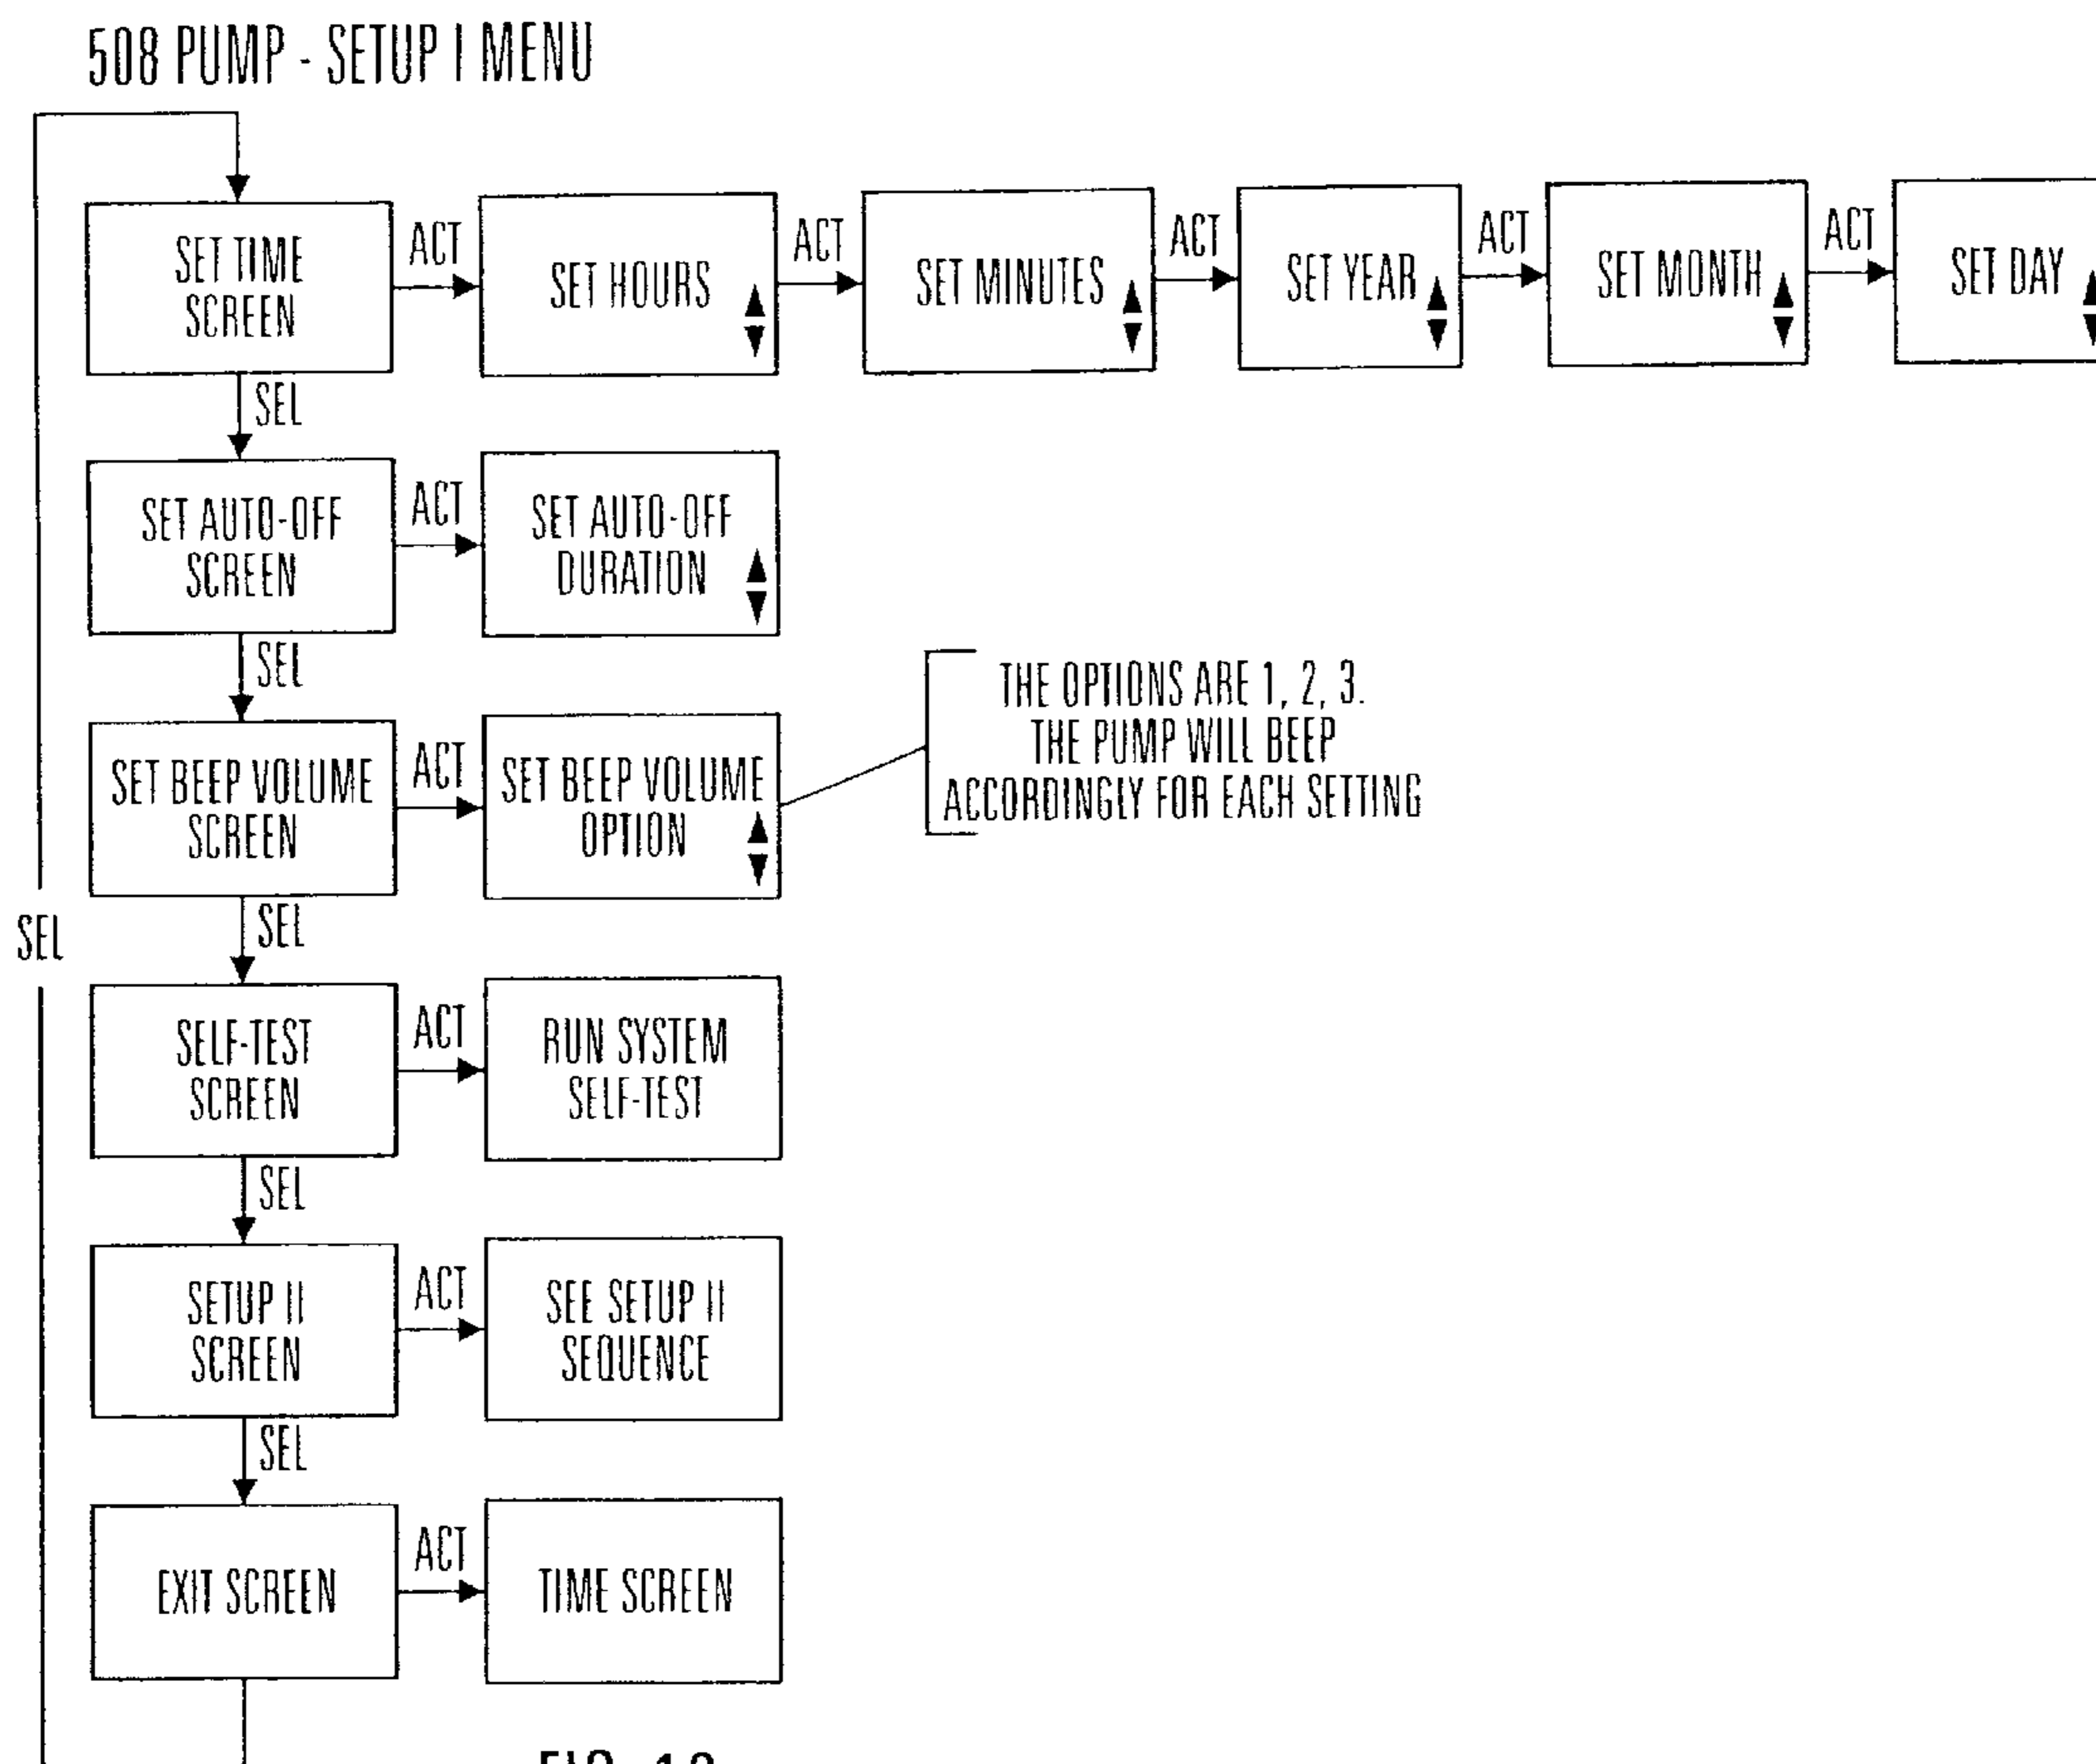 508 PUMP - SETUP I MENU
SET TIME
SCREEN
ACT
SET HOURS
ACT
SET MINUTES
ACT
SET YEAR
ACT
SET MONTH
ACT
SET DAY
SEL
SET AUTO-OFF
SCREEN
ACT
SET AUTO-OFF
DURATION
SEL
SET BEEP VOLUME
SCREEN
ACT
SET BEEP VOLUME
OPTION
THE OPTIONS ARE 1, 2, 3.
THE PUMP WILL BEEP
ACCORDINGLY FOR EACH SETTING
SEL
SEL
SELF-TEST
SCREEN
ACT
RUN SYSTEM
SELF-TEST
SEL
SETUP II
SCREEN
ACT
SEE SETUP II
SEQUENCE
SEL
EXIT SCREEN
ACT
TIME SCREEN